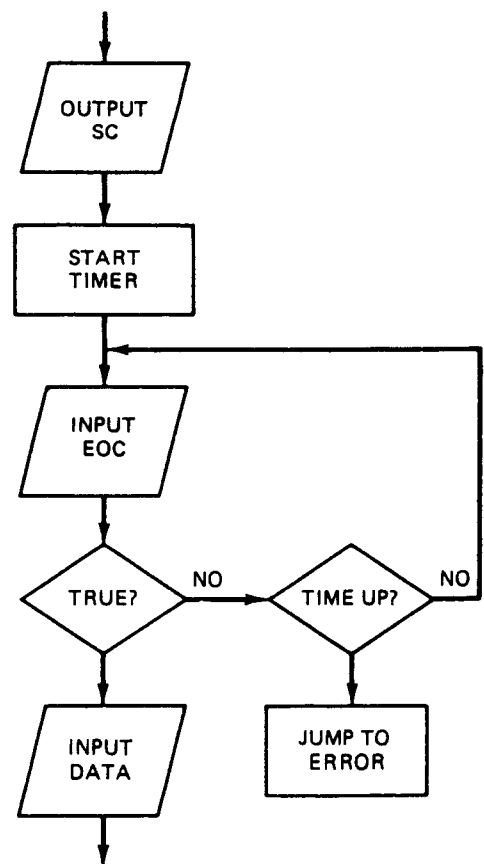 OUTPUT
SC
START
TIMER
INPUT
EOC
TRUE?
NO
TIME UP?
NO
INPUT
DATA
JUMP TO
ERROR